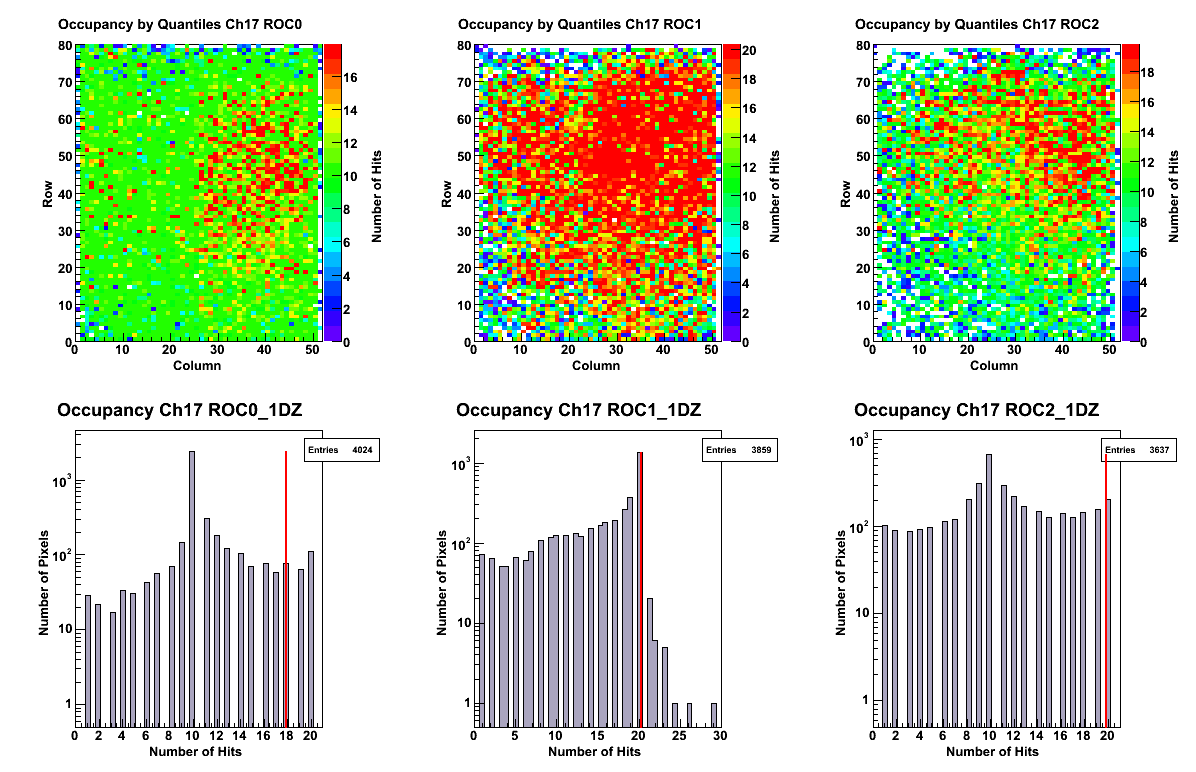 Occupancy by Quantiles Ch17 ROC0
80
70
60
50
40
30
20
10
0
0 10 20 30 40 50
Row
Column
16
14
12
10
8
6
4
2
0
Number of Hits
Occupancy by Quantiles Ch17 ROC1
80
70
60
50
40
30
20
10
0
0 10 20 30 40 50
Row
Column
20
18
16
14
12
10
8
6
4
2
0
Number of Hits
Occupancy by Quantiles Ch17 ROC2
80
70
60
50
40
30
20
10
0
0 10 20 30 40 50
Row
Column
18
16
14
12
10
8
6
4
2
0
Number of Hits
Occupancy Ch17 ROC0_1DZ
Entries 4024
10³
10²
10
1
Number of Pixels
0 2 4 6 8 10 12 14 16 18 20
Number of Hits
Occupancy Ch17 ROC1_1DZ
Entries 3859
10³
10²
10
1
Number of Pixels
0 5 10 15 20 25 30
Number of Hits
Occupancy Ch17 ROC2_1DZ
Entries 3637
10³
10²
10
1
Number of Pixels
0 2 4 6 8 10 12 14 16 18 20
Number of Hits